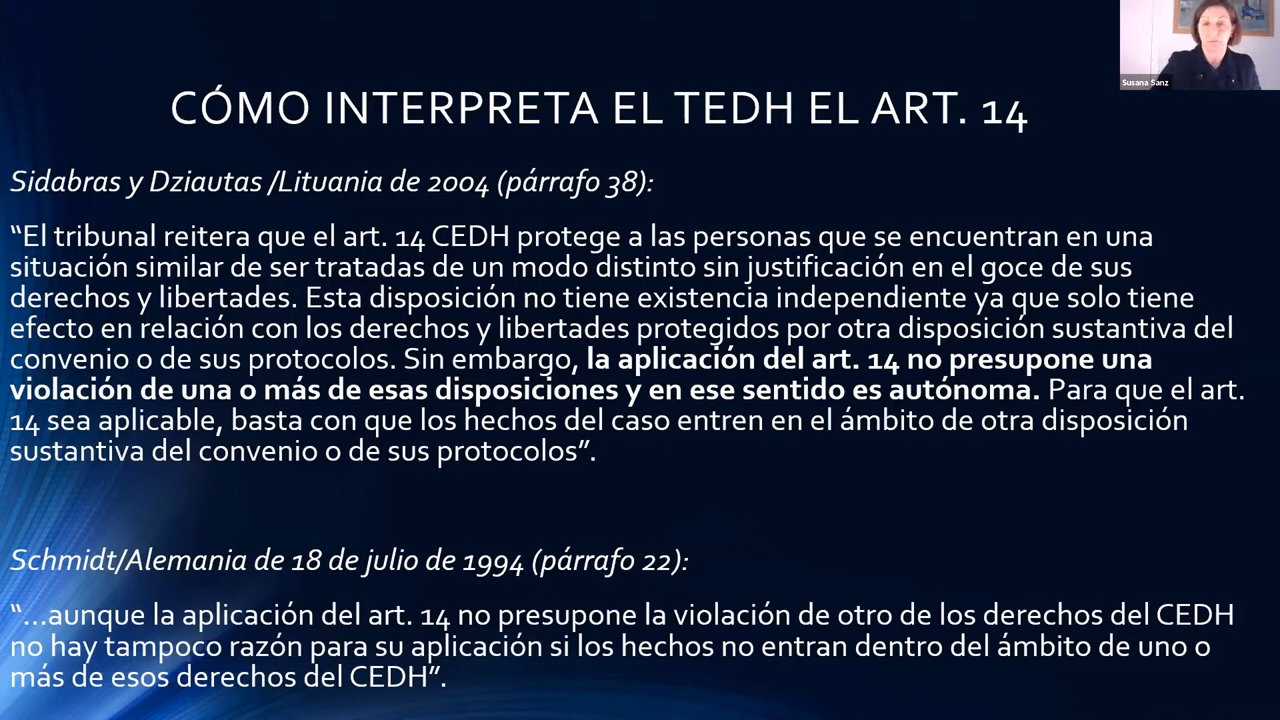 Susana Sanz
CÓMO INTERPRETA EL TEDH EL ART. 14
Sidabras y Dziautas /Lituania de 2004 (párrafo 38):
“El tribunal reitera que el art. 14 CEDH protege a las personas que se encuentran en una
situación similar de ser tratadas de un modo distinto sin justificación en el goce de sus
derechos y libertades. Esta disposición no tiene existencia independiente ya que solo tiene
efecto en relación con los derechos y libertades protegidos por otra disposición sustantiva del
convenio o de sus protocolos. Sin embargo, la aplicación del art. 14 no presupone una
violación de una o más de esas disposiciones y en ese sentido es autónoma. Para que el art.
14 sea aplicable, basta con que los hechos del caso entren en el ámbito de otra disposición
sustantiva del convenio o de sus protocolos”.
Schmidt/Alemania de 18 de julio de 1994 (párrafo 22):
“…aunque la aplicación del art. 14 no presupone la violación de otro de los derechos del CEDH
no hay tampoco razón para su aplicación si los hechos no entran dentro del ámbito de uno o
más de esos derechos del CEDH”.